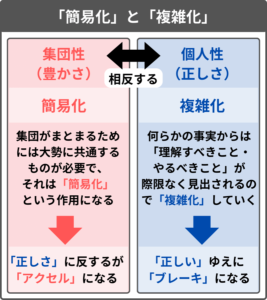 「簡易化」と「複雑化」
集団性
（豊かさ）
相反する
個人性
（正しさ）
簡易化
集団がまとまるため
には大勢に共通する
ものが必要で、
それは「簡易化」
という作用になる
「正しさ」に反するが
「アクセル」になる
複雑化
何らかの事実からは
「理解すべきこと・
やるべきこと」が
際限なく見出されるの
で「複雑化」していく
「正しい」ゆえに
「ブレーキ」になる